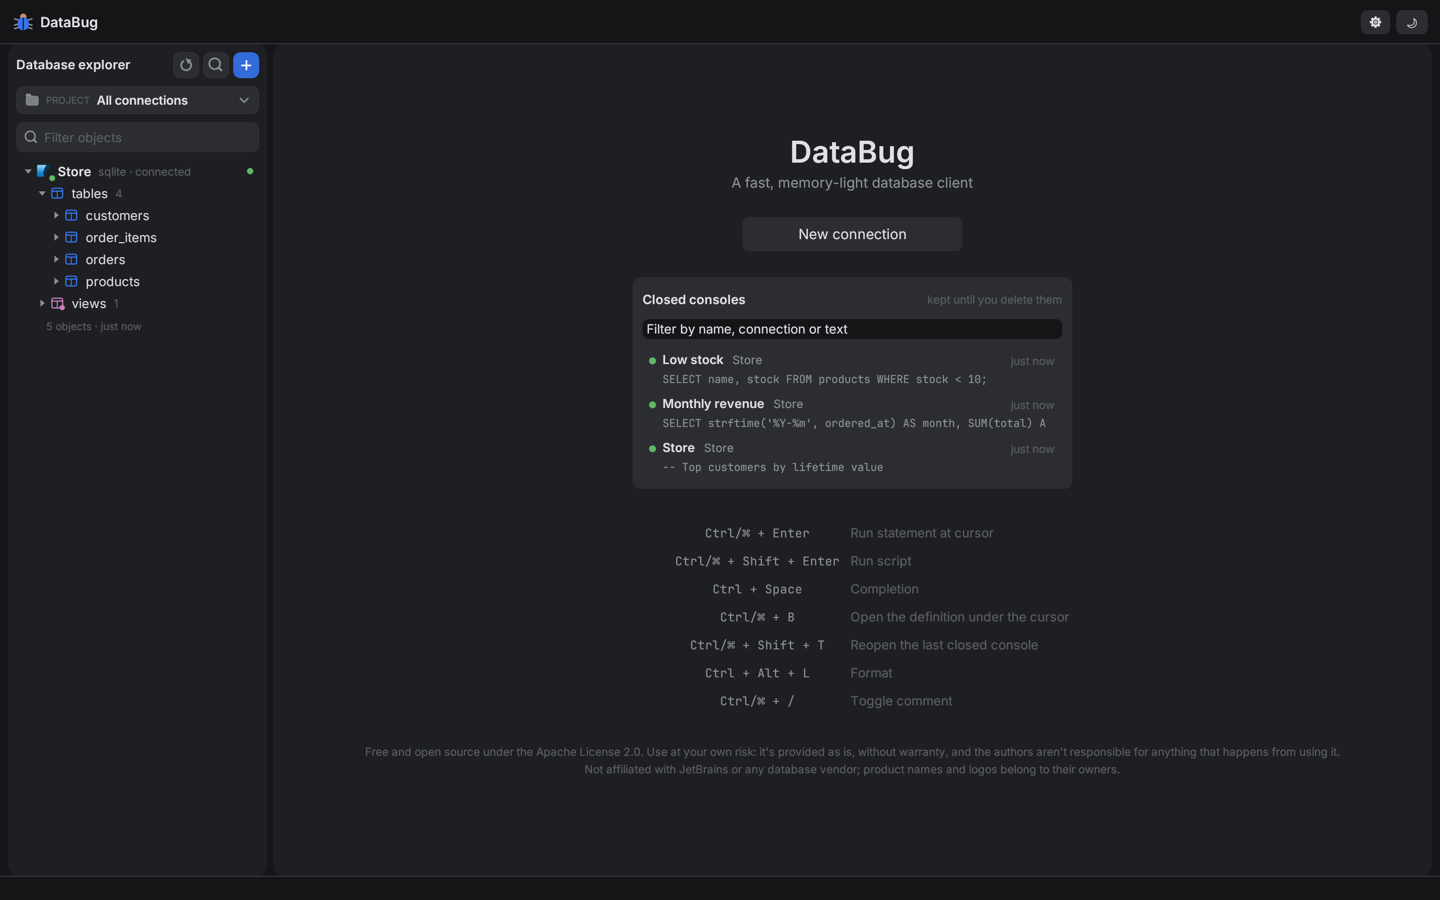 DataBug
Database explorer
PROJECT All connections
Filter objects
Store sqlite · connected
tables 4
customers
order_items
orders
products
views 1
5 objects · just now
DataBug
A fast, memory-light database client
New connection
Closed consoles kept until you delete them
Filter by name, connection or text
Low stock Store just now
SELECT name, stock FROM products WHERE stock < 10;
Monthly revenue Store just now
SELECT strftime('%Y-%m', ordered_at) AS month, SUM(total) A
Store Store just now
-- Top customers by lifetime value
Ctrl/⌘ + Enter Run statement at cursor
Ctrl/⌘ + Shift + Enter Run script
Ctrl + Space Completion
Ctrl/⌘ + B Open the definition under the cursor
Ctrl/⌘ + Shift + T Reopen the last closed console
Ctrl + Alt + L Format
Ctrl/⌘ + / Toggle comment
Free and open source under the Apache License 2.0. Use at your own risk: it's provided as is, without warranty, and the authors aren't responsible for anything that happens from using it.
Not affiliated with JetBrains or any database vendor; product names and logos belong to their owners.